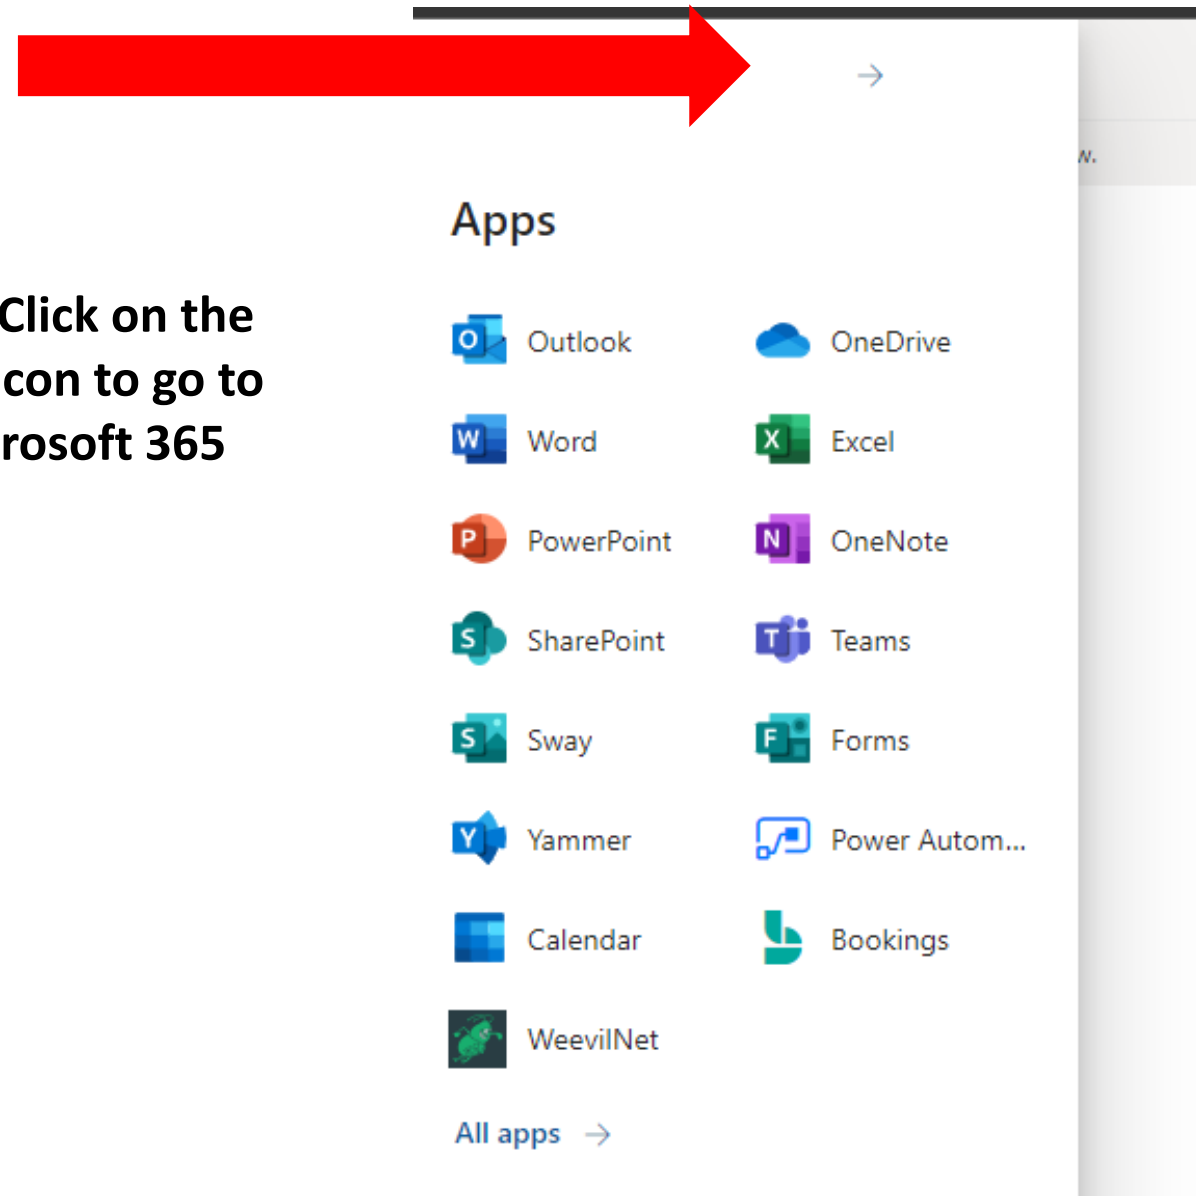 w.
Apps
Click on the
con to go to
rosoft 365
Outlook
OneDrive
Word
Excel
PowerPoint
OneNote
SharePoint
Teams
Sway
Forms
Yammer
Power Autom...
Calendar
Bookings
WeevilNet
All apps